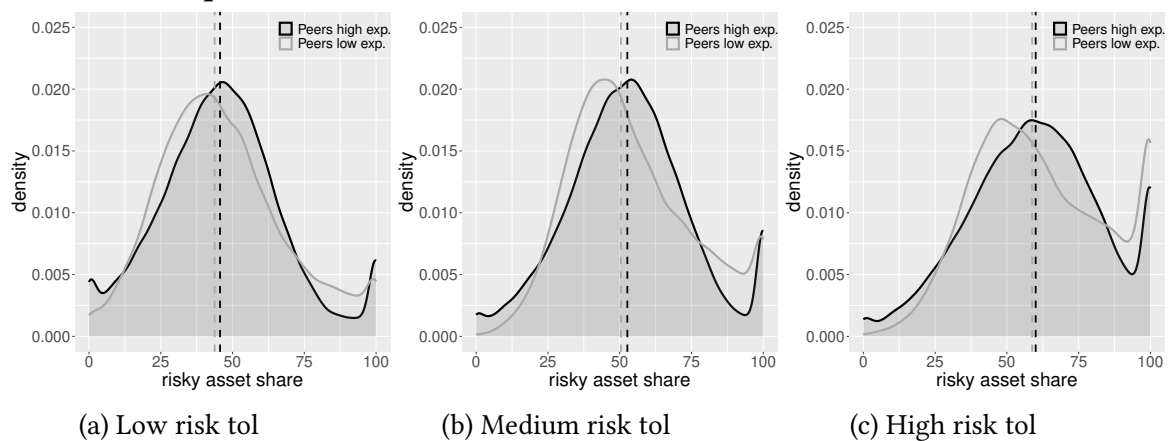 0.025
0.020
0.015
0.010
0.005
0.000
density
Peers high exp.
Peers low exp.
0 25 50 75 100
risky asset share
(a) Low risk tol
0.025
0.020
0.015
0.010
0.005
0.000
density
Peers high exp.
Peers low exp.
0 25 50 75 100
risky asset share
(b) Medium risk tol
0.025
0.020
0.015
0.010
0.005
0.000
density
Peers high exp.
Peers low exp.
0 25 50 75 100
risky asset share
(c) High risk tol